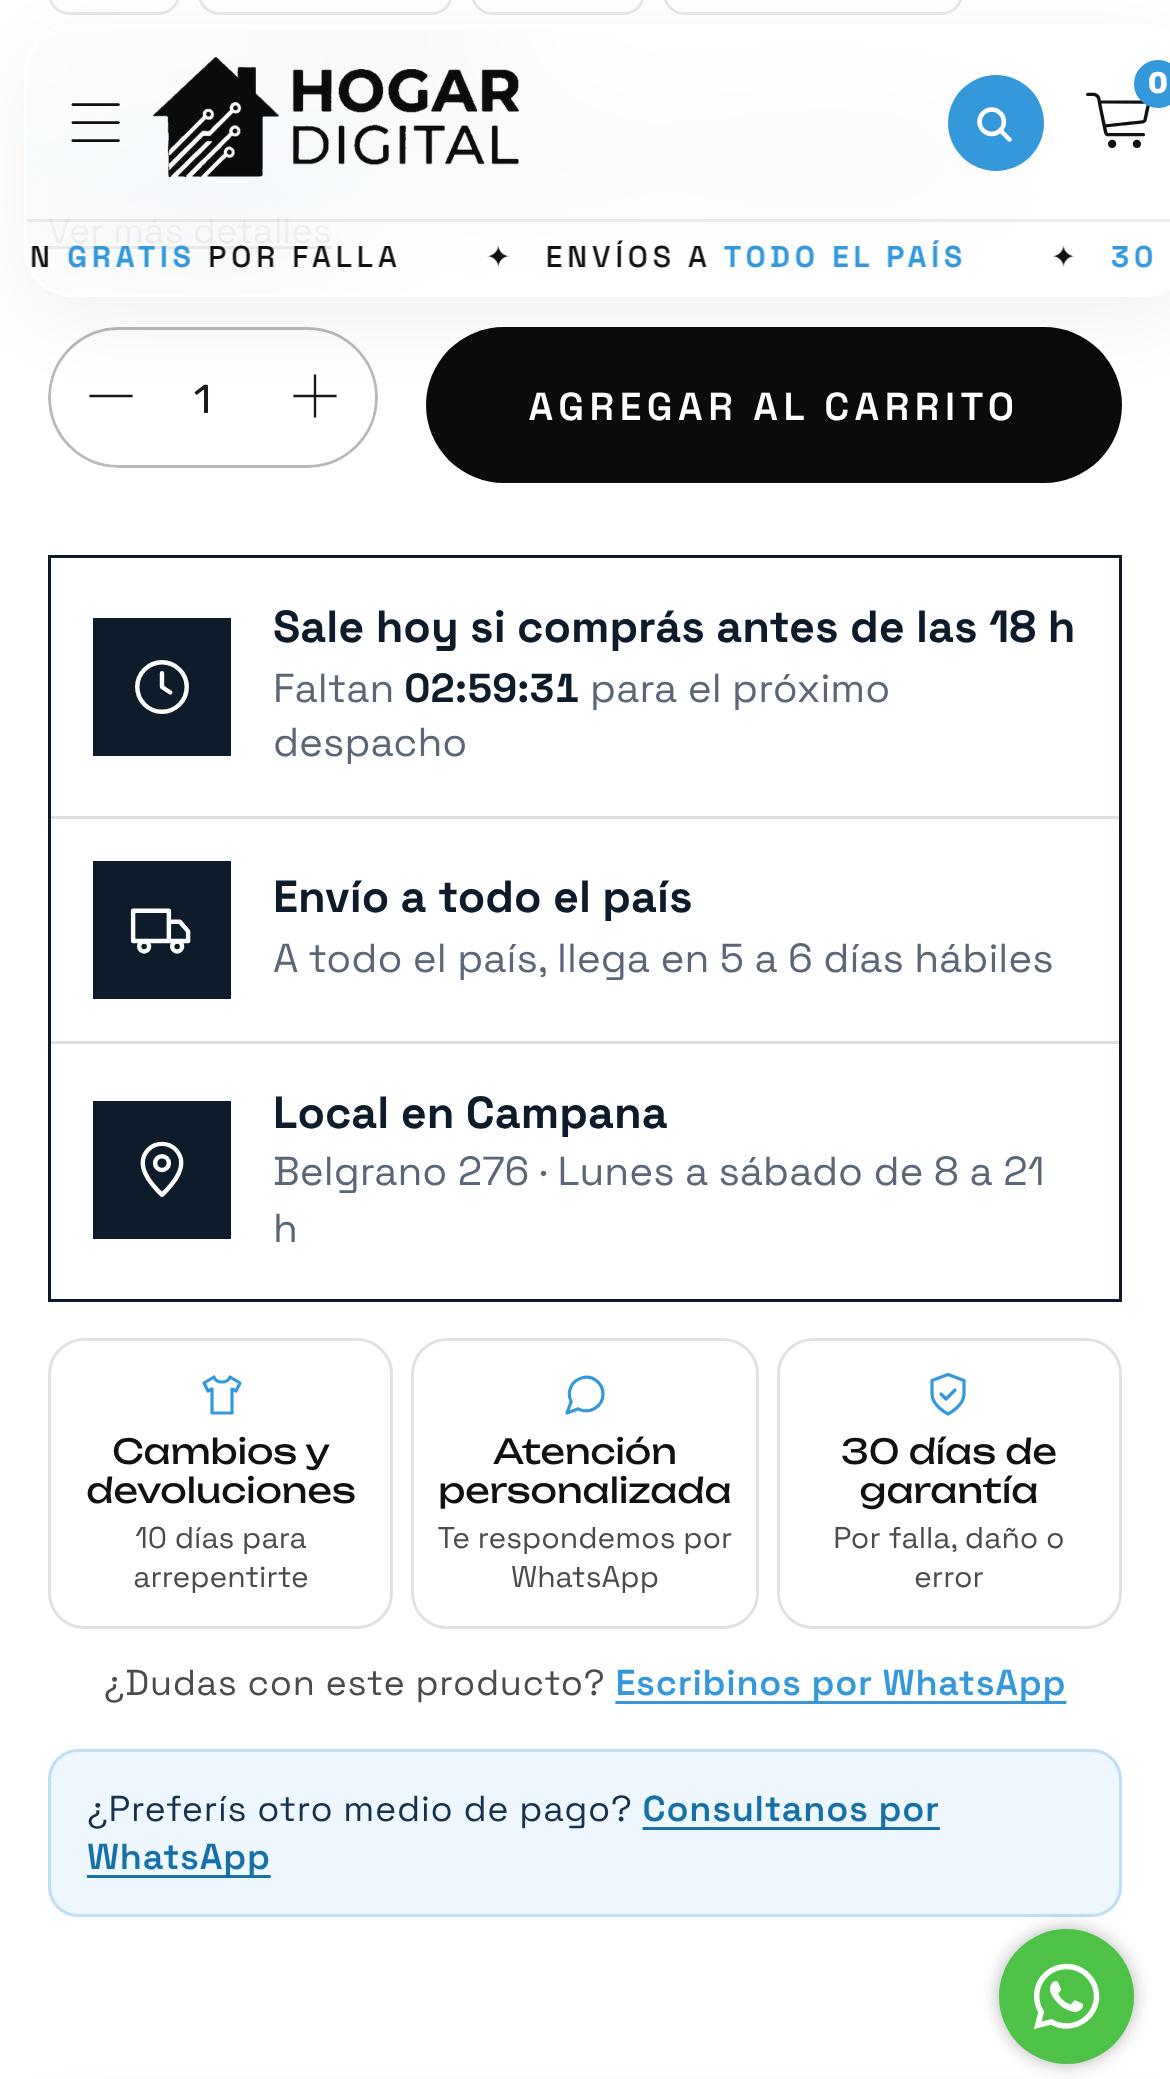 HOGAR
DIGITAL
0
Ver más detalles
N GRATIS POR FALLA ✦ ENVÍOS A TODO EL PAÍS ✦ 30
1
AGREGAR AL CARRITO
Sale hoy si comprás antes de las 18 h
Faltan 02:59:31 para el próximo
despacho
Envío a todo el país
A todo el país, llega en 5 a 6 días hábiles
Local en Campana
Belgrano 276 · Lunes a sábado de 8 a 21
h
Cambios y
devoluciones
10 días para
arrepentirte
Atención
personalizada
Te respondemos por
WhatsApp
30 días de
garantía
Por falla, daño o
error
¿Dudas con este producto? Escribinos por WhatsApp
¿Preferís otro medio de pago? Consultanos por
WhatsApp